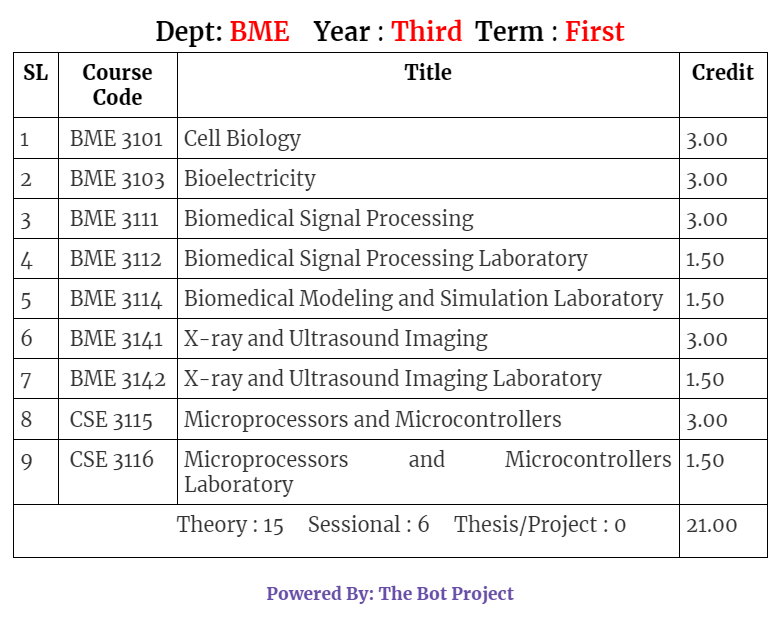 Dept: BME Year : Third Term : First
SL Course Code Title Credit
1 BME 3101 Cell Biology 3.00
2 BME 3103 Bioelectricity 3.00
3 BME 3111 Biomedical Signal Processing 3.00
4 BME 3112 Biomedical Signal Processing Laboratory 1.50
5 BME 3114 Biomedical Modeling and Simulation Laboratory 1.50
6 BME 3141 X-ray and Ultrasound Imaging 3.00
7 BME 3142 X-ray and Ultrasound Imaging Laboratory 1.50
8 CSE 3115 Microprocessors and Microcontrollers 3.00
9 CSE 3116 Microprocessors and Microcontrollers 1.50
Laboratory
Theory : 15 Sessional : 6 Thesis/Project : 0 21.00
Powered By: The Bot Project